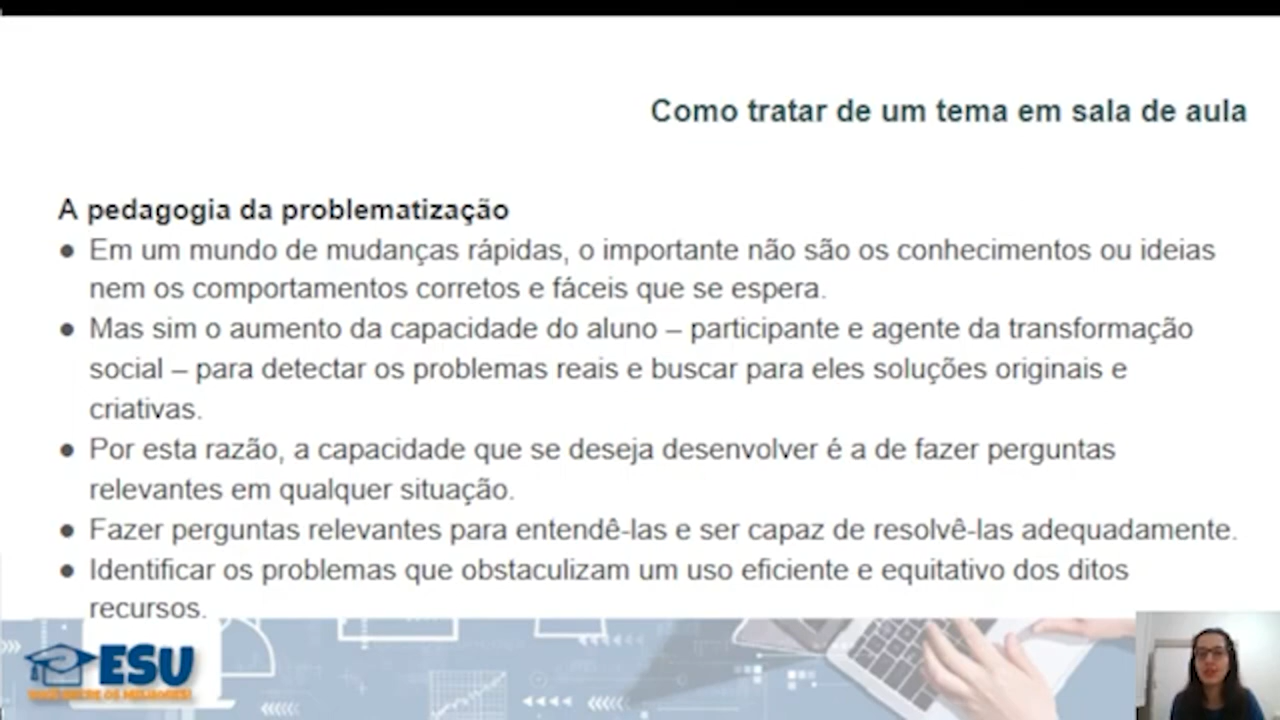 Como tratar de um tema em sala de aula
A pedagogia da problematização
● Em um mundo de mudanças rápidas, o importante não são os conhecimentos ou ideias
nem os comportamentos corretos e fáceis que se espera.
● Mas sim o aumento da capacidade do aluno – participante e agente da transformação
social – para detectar os problemas reais e buscar para eles soluções originais e
criativas.
● Por esta razão, a capacidade que se deseja desenvolver é a de fazer perguntas
relevantes em qualquer situação.
● Fazer perguntas relevantes para entendê-las e ser capaz de resolvê-las adequadamente.
● Identificar os problemas que obstaculizam um uso eficiente e equitativo dos ditos
recursos.
ESU
VOCÊ ENTRE OS MELHORES!